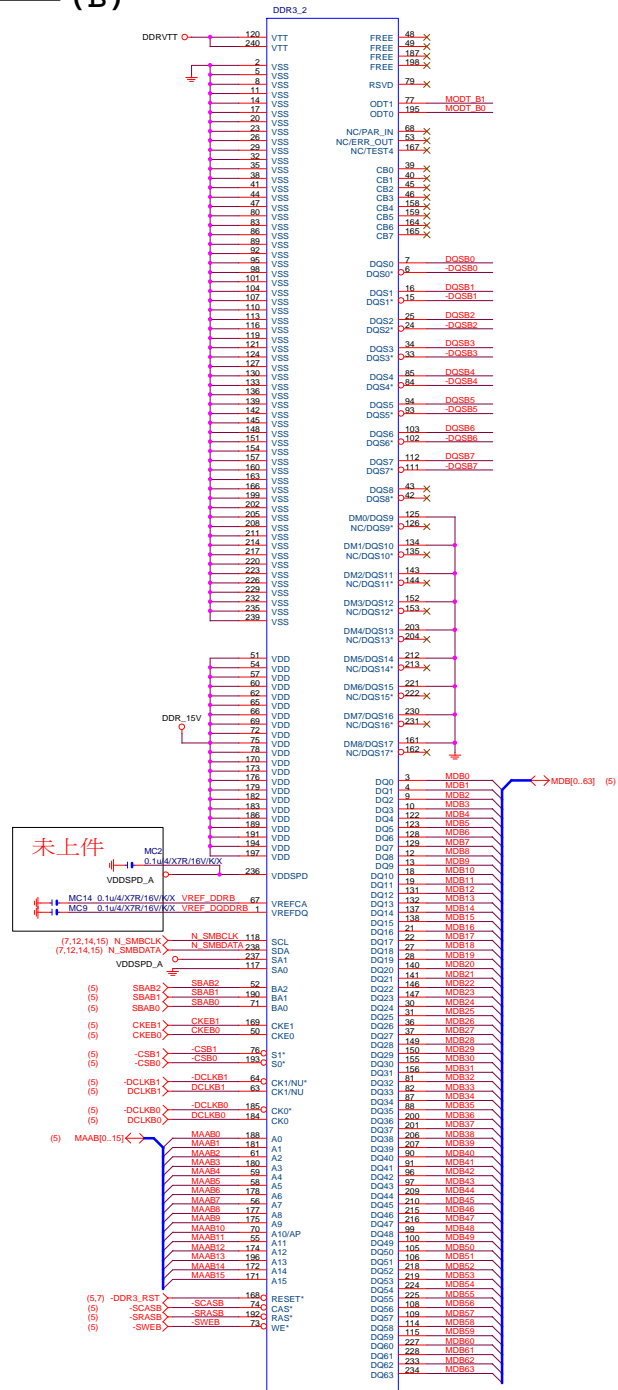 (B)
DDR3_2
DDRVTT
120 VTT
240 VTT
2 VSS
5 VSS
8 VSS
11 VSS
14 VSS
17 VSS
20 VSS
23 VSS
26 VSS
29 VSS
32 VSS
35 VSS
38 VSS
41 VSS
44 VSS
47 VSS
80 VSS
83 VSS
86 VSS
89 VSS
92 VSS
95 VSS
98 VSS
101 VSS
104 VSS
107 VSS
110 VSS
113 VSS
116 VSS
119 VSS
121 VSS
124 VSS
127 VSS
130 VSS
133 VSS
136 VSS
139 VSS
142 VSS
145 VSS
148 VSS
151 VSS
154 VSS
157 VSS
160 VSS
163 VSS
166 VSS
199 VSS
202 VSS
205 VSS
208 VSS
211 VSS
214 VSS
217 VSS
220 VSS
223 VSS
226 VSS
229 VSS
232 VSS
235 VSS
239 VSS
DDR_15V
51 VDD
54 VDD
57 VDD
60 VDD
62 VDD
65 VDD
66 VDD
69 VDD
72 VDD
75 VDD
78 VDD
170 VDD
173 VDD
176 VDD
179 VDD
182 VDD
183 VDD
186 VDD
189 VDD
191 VDD
194 VDD
197 VDD
未上件
MC2
0.1u/4/X7R/16V/K/X
VDDSPD_A
236 VDDSPD
MC14 0.1u/4/X7R/16V/K/X VREF_DDRB 67 VREFCA
MC9 0.1u/4/X7R/16V/K/X VREF_DQDDRB 1 VREFDQ
(7,12,14,15) N_SMBCLK N_SMBCLK 118 SCL
(7,12,14,15) N_SMBDATA N_SMBDATA 238 SDA
VDDSPD_A 237 SA1
117 SA0
(5) SBAB2 SBAB2 52 BA2
(5) SBAB1 SBAB1 190 BA1
(5) SBAB0 SBAB0 71 BA0
(5) CKEB1 CKEB1 169 CKE1
(5) CKEB0 CKEB0 50 CKE0
(5) -CSB1 -CSB1 76 S1*
(5) -CSB0 -CSB0 193 S0*
(5) -DCLKB1 -DCLKB1 64 CK1/NU*
(5) DCLKB1 DCLKB1 63 CK1/NU
(5) -DCLKB0 -DCLKB0 185 CK0*
(5) DCLKB0 DCLKB0 184 CK0
(5) MAAB[0..15]
MAAB0 188 A0
MAAB1 181 A1
MAAB2 61 A2
MAAB3 180 A3
MAAB4 59 A4
MAAB5 58 A5
MAAB6 178 A6
MAAB7 56 A7
MAAB8 177 A8
MAAB9 175 A9
MAAB10 70 A10/AP
MAAB11 55 A11
MAAB12 174 A12
MAAB13 196 A13
MAAB14 172 A14
MAAB15 171 A15
(5,7) -DDR3_RST 168 RESET*
(5) -SCASB -SCASB 74 CAS*
(5) -SRASB -SRASB 192 RAS*
(5) -SWEB -SWEB 73 WE*
FREE 48
FREE 49
FREE 187
FREE 198
RSVD 79
ODT1 77 MODT_B1
ODT0 195 MODT_B0
NC/PAR_IN 68
NC/ERR_OUT 53
NC/TEST4 167
CB0 39
CB1 40
CB2 45
CB3 46
CB4 158
CB5 159
CB6 164
CB7 165
DQS0 7 DQSB0
DQS0* 6 -DQSB0
DQS1 16 DQSB1
DQS1* 15 -DQSB1
DQS2 25 DQSB2
DQS2* 24 -DQSB2
DQS3 34 DQSB3
DQS3* 33 -DQSB3
DQS4 85 DQSB4
DQS4* 84 -DQSB4
DQS5 94 DQSB5
DQS5* 93 -DQSB5
DQS6 103 DQSB6
DQS6* 102 -DQSB6
DQS7 112 DQSB7
DQS7* 111 -DQSB7
DQS8 43
DQS8* 42
DM0/DQS9 125
NC/DQS9* 126
DM1/DQS10 134
NC/DQS10* 135
DM2/DQS11 143
NC/DQS11* 144
DM3/DQS12 152
NC/DQS12* 153
DM4/DQS13 203
NC/DQS13* 204
DM5/DQS14 212
NC/DQS14* 213
DM6/DQS15 221
NC/DQS15* 222
DM7/DQS16 230
NC/DQS16* 231
DM8/DQS17 161
NC/DQS17* 162
MDB[0..63] (5)
DQ0 3 MDB0
DQ1 4 MDB1
DQ2 9 MDB2
DQ3 10 MDB3
DQ4 122 MDB4
DQ5 123 MDB5
DQ6 128 MDB6
DQ7 129 MDB7
DQ8 12 MDB8
DQ9 13 MDB9
DQ10 18 MDB10
DQ11 19 MDB11
DQ12 131 MDB12
DQ13 132 MDB13
DQ14 137 MDB14
DQ15 138 MDB15
DQ16 21 MDB16
DQ17 22 MDB17
DQ18 27 MDB18
DQ19 28 MDB19
DQ20 140 MDB20
DQ21 141 MDB21
DQ22 146 MDB22
DQ23 147 MDB23
DQ24 30 MDB24
DQ25 31 MDB25
DQ26 36 MDB26
DQ27 37 MDB27
DQ28 149 MDB28
DQ29 150 MDB29
DQ30 155 MDB30
DQ31 156 MDB31
DQ32 81 MDB32
DQ33 82 MDB33
DQ34 87 MDB34
DQ35 88 MDB35
DQ36 200 MDB36
DQ37 201 MDB37
DQ38 206 MDB38
DQ39 207 MDB39
DQ40 90 MDB40
DQ41 91 MDB41
DQ42 96 MDB42
DQ43 97 MDB43
DQ44 209 MDB44
DQ45 210 MDB45
DQ46 215 MDB46
DQ47 216 MDB47
DQ48 99 MDB48
DQ49 100 MDB49
DQ50 105 MDB50
DQ51 106 MDB51
DQ52 218 MDB52
DQ53 219 MDB53
DQ54 224 MDB54
DQ55 225 MDB55
DQ56 108 MDB56
DQ57 109 MDB57
DQ58 114 MDB58
DQ59 115 MDB59
DQ60 227 MDB60
DQ61 228 MDB61
DQ62 233 MDB62
DQ63 234 MDB63